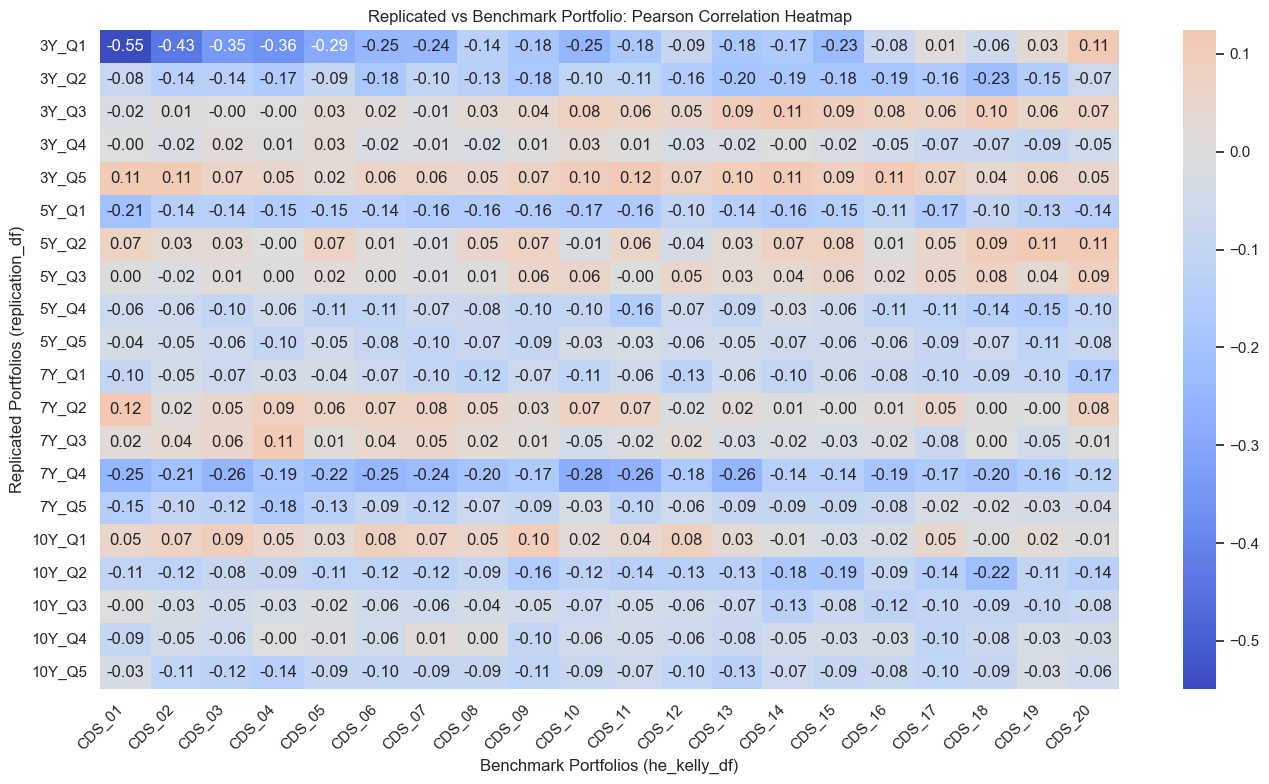 Replicated vs Benchmark Portfolio: Pearson Correlation Heatmap
Replicated Portfolios (replication_df)
3Y_Q1 -0.55 -0.43 -0.35 -0.36 -0.29 -0.25 -0.24 -0.14 -0.18 -0.25 -0.18 -0.09 -0.18 -0.17 -0.23 -0.08 0.01 -0.06 0.03 0.11
3Y_Q2 -0.08 -0.14 -0.14 -0.17 -0.09 -0.18 -0.10 -0.13 -0.18 -0.10 -0.11 -0.16 -0.20 -0.19 -0.18 -0.19 -0.16 -0.23 -0.15 -0.07
3Y_Q3 -0.02 0.01 -0.00 -0.00 0.03 0.02 -0.01 0.03 0.04 0.08 0.06 0.05 0.09 0.11 0.09 0.08 0.06 0.10 0.06 0.07
3Y_Q4 -0.00 -0.02 0.02 0.01 0.03 -0.02 -0.01 -0.02 0.01 0.03 0.01 -0.03 -0.02 -0.00 -0.02 -0.05 -0.07 -0.07 -0.09 -0.05
3Y_Q5 0.11 0.11 0.07 0.05 0.02 0.06 0.06 0.05 0.07 0.10 0.12 0.07 0.10 0.11 0.09 0.11 0.07 0.04 0.06 0.05
5Y_Q1 -0.21 -0.14 -0.14 -0.15 -0.15 -0.14 -0.16 -0.16 -0.16 -0.17 -0.16 -0.10 -0.14 -0.16 -0.15 -0.11 -0.17 -0.10 -0.13 -0.14
5Y_Q2 0.07 0.03 0.03 -0.00 0.07 0.01 -0.01 0.05 0.07 -0.01 0.06 -0.04 0.03 0.07 0.08 0.01 0.05 0.09 0.11 0.11
5Y_Q3 0.00 -0.02 0.01 0.00 0.02 0.00 -0.01 0.01 0.06 0.06 -0.00 0.05 0.03 0.04 0.06 0.02 0.05 0.08 0.04 0.09
5Y_Q4 -0.06 -0.06 -0.10 -0.06 -0.11 -0.11 -0.07 -0.08 -0.10 -0.10 -0.16 -0.07 -0.09 -0.03 -0.06 -0.11 -0.11 -0.14 -0.15 -0.10
5Y_Q5 -0.04 -0.05 -0.06 -0.10 -0.05 -0.08 -0.10 -0.07 -0.09 -0.03 -0.03 -0.06 -0.05 -0.07 -0.06 -0.06 -0.09 -0.07 -0.11 -0.08
7Y_Q1 -0.10 -0.05 -0.07 -0.03 -0.04 -0.07 -0.10 -0.12 -0.07 -0.11 -0.06 -0.13 -0.06 -0.10 -0.06 -0.08 -0.10 -0.09 -0.10 -0.17
7Y_Q2 0.12 0.02 0.05 0.09 0.06 0.07 0.08 0.05 0.03 0.07 0.07 -0.02 0.02 0.01 -0.00 0.01 0.05 0.00 -0.00 0.08
7Y_Q3 0.02 0.04 0.06 0.11 0.01 0.04 0.05 0.02 0.01 -0.05 -0.02 0.02 -0.03 -0.02 -0.03 -0.02 -0.08 0.00 -0.05 -0.01
7Y_Q4 -0.25 -0.21 -0.26 -0.19 -0.22 -0.25 -0.24 -0.20 -0.17 -0.28 -0.26 -0.18 -0.26 -0.14 -0.14 -0.19 -0.17 -0.20 -0.16 -0.12
7Y_Q5 -0.15 -0.10 -0.12 -0.18 -0.13 -0.09 -0.12 -0.07 -0.09 -0.03 -0.10 -0.06 -0.09 -0.09 -0.09 -0.08 -0.02 -0.02 -0.03 -0.04
10Y_Q1 0.05 0.07 0.09 0.05 0.03 0.08 0.07 0.05 0.10 0.02 0.04 0.08 0.03 -0.01 -0.03 -0.02 0.05 -0.00 -0.02 -0.01
10Y_Q2 -0.11 -0.12 -0.08 -0.09 -0.11 -0.12 -0.12 -0.09 -0.16 -0.12 -0.14 -0.13 -0.13 -0.18 -0.19 -0.09 -0.14 -0.22 -0.11 -0.14
10Y_Q3 -0.00 -0.03 -0.05 -0.03 -0.02 -0.06 -0.06 -0.04 -0.05 -0.07 -0.05 -0.06 -0.07 -0.13 -0.08 -0.12 -0.10 -0.09 -0.10 -0.08
10Y_Q4 -0.09 -0.05 -0.06 -0.00 -0.01 -0.06 0.01 0.00 -0.10 -0.06 -0.05 -0.06 -0.08 -0.05 -0.03 -0.03 -0.10 -0.08 -0.03 -0.03
10Y_Q5 -0.03 -0.11 -0.12 -0.14 -0.09 -0.10 -0.09 -0.09 -0.11 -0.09 -0.07 -0.10 -0.13 -0.07 -0.09 -0.08 -0.10 -0.09 -0.03 -0.06
CDS_01 CDS_02 CDS_03 CDS_04 CDS_05 CDS_06 CDS_07 CDS_08 CDS_09 CDS_10 CDS_11 CDS_12 CDS_13 CDS_14 CDS_15 CDS_16 CDS_17 CDS_18 CDS_19 CDS_20
Benchmark Portfolios (he_kelly_df)
0.1
0.0
−0.1
−0.2
−0.3
−0.4
−0.5